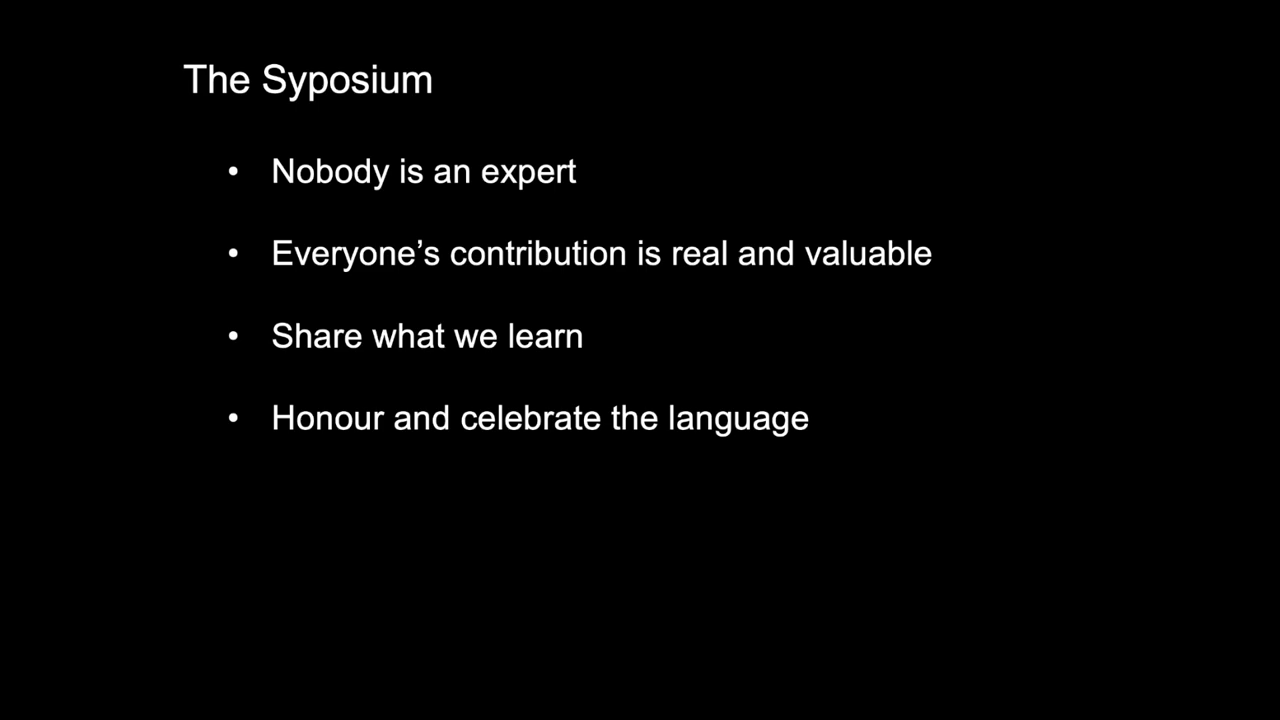 The Syposium
• Nobody is an expert
• Everyone’s contribution is real and valuable
• Share what we learn
• Honour and celebrate the language